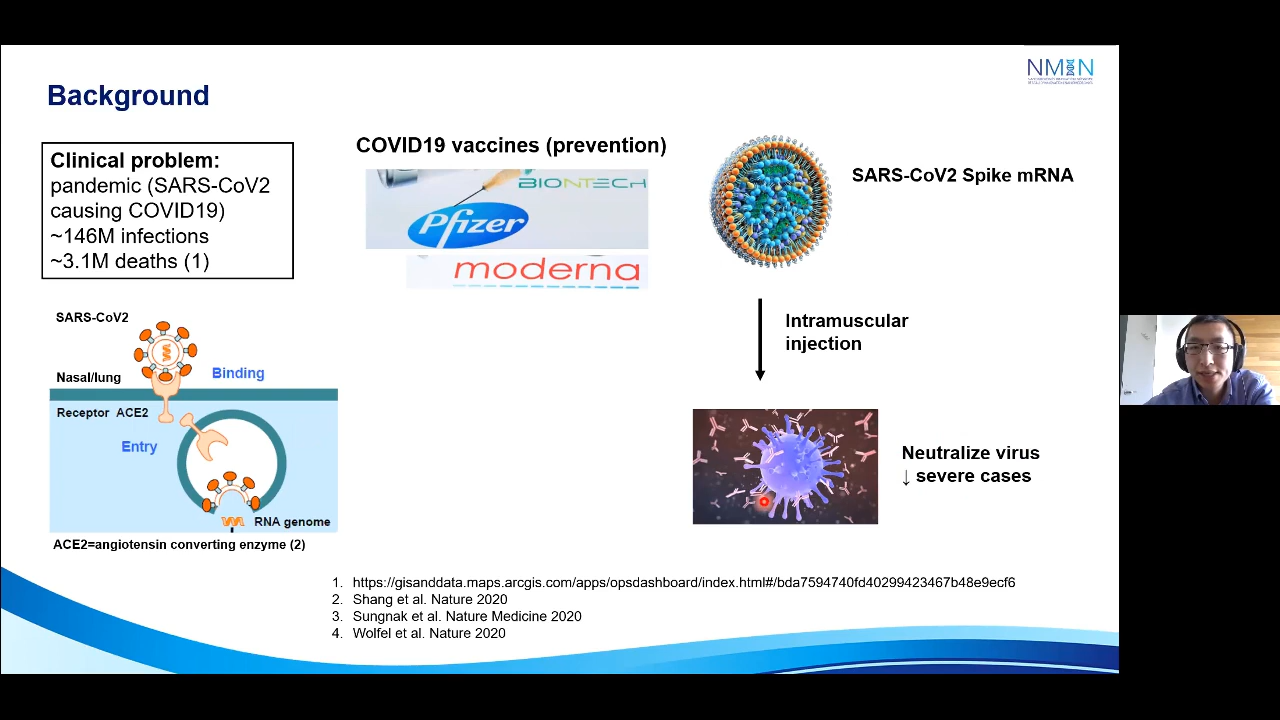 NMIN
Background
Clinical problem:
pandemic (SARS-CoV2
causing COVID19)
~146M infections
~3.1M deaths (1)
COVID19 vaccines (prevention)
BIONTECH
Pfizer
moderna
SARS-CoV2 Spike mRNA
Intramuscular
injection
Neutralize virus
↓ severe cases
SARS-CoV2
Nasal/lung
Binding
Receptor ACE2
Entry
RNA genome
ACE2=angiotensin converting enzyme (2)
1. https://gisanddata.maps.arcgis.com/apps/opsdashboard/index.html#/bda7594740fd40299423467b48e9ecf6
2. Shang et al. Nature 2020
3. Sungnak et al. Nature Medicine 2020
4. Wolfel et al. Nature 2020